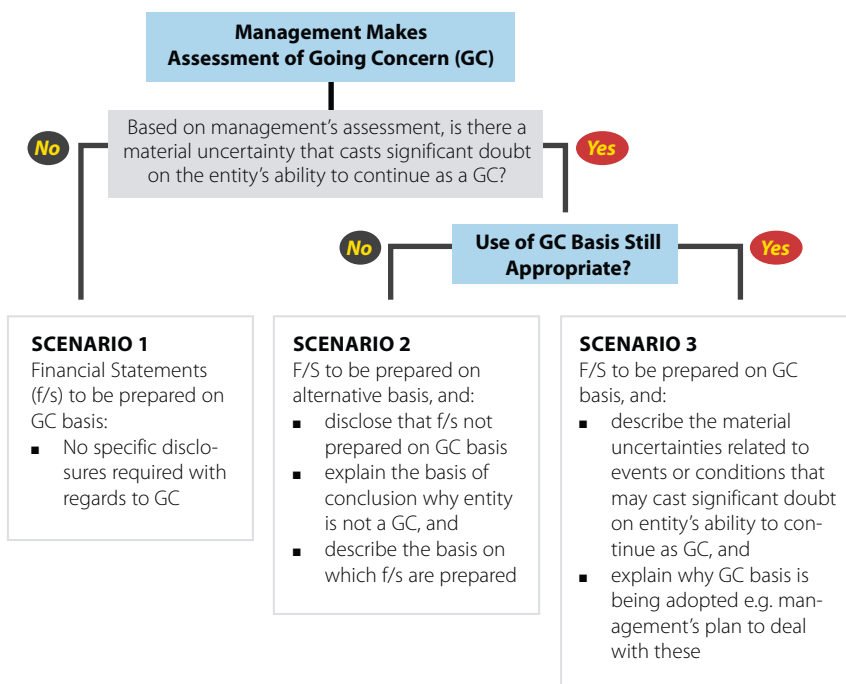 Management Makes
Assessment of Going Concern (GC)
Based on management’s assessment, is there a
material uncertainty that casts significant doubt
on the entity’s ability to continue as a GC?
No
Yes
Use of GC Basis Still
Appropriate?
No
Yes
SCENARIO 1
Financial Statements
(f/s) to be prepared on
GC basis:
■ No specific disclo-
sures required with
regards to GC
SCENARIO 2
F/S to be prepared on
alternative basis, and:
■ disclose that f/s not
prepared on GC basis
■ explain the basis of
conclusion why entity
is not a GC, and
■ describe the basis on
which f/s are prepared
SCENARIO 3
F/S to be prepared on GC
basis, and:
■ describe the material
uncertainties related to
events or conditions that
may cast significant doubt
on entity’s ability to con-
tinue as GC, and
■ explain why GC basis is
being adopted e.g. man-
agement’s plan to deal
with these